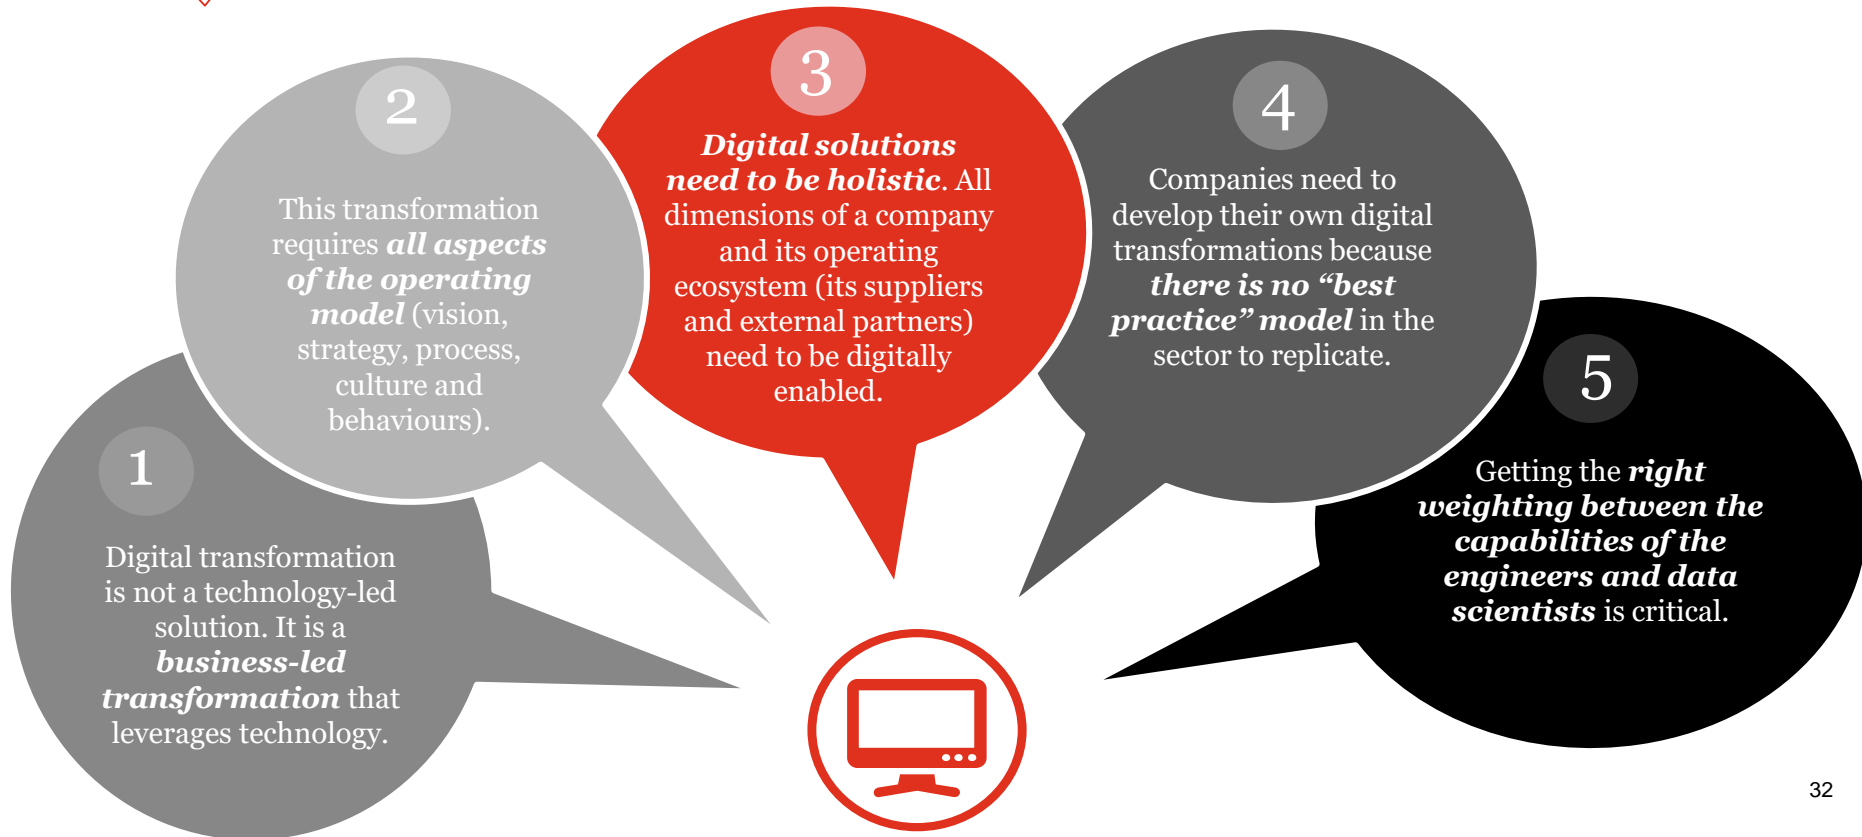 1
Digital transformation
is not a technology-led
solution. It is a
business-led
transformation that
leverages technology.
2
This transformation
requires all aspects
of the operating
model (vision,
strategy, process,
culture and
behaviours).
3
Digital solutions
need to be holistic. All
dimensions of a company
and its operating
ecosystem (its suppliers
and external partners)
need to be digitally
enabled.
4
Companies need to
develop their own digital
transformations because
there is no “best
practice” model in the
sector to replicate.
5
Getting the right
weighting between the
capabilities of the
engineers and data
scientists is critical.
32